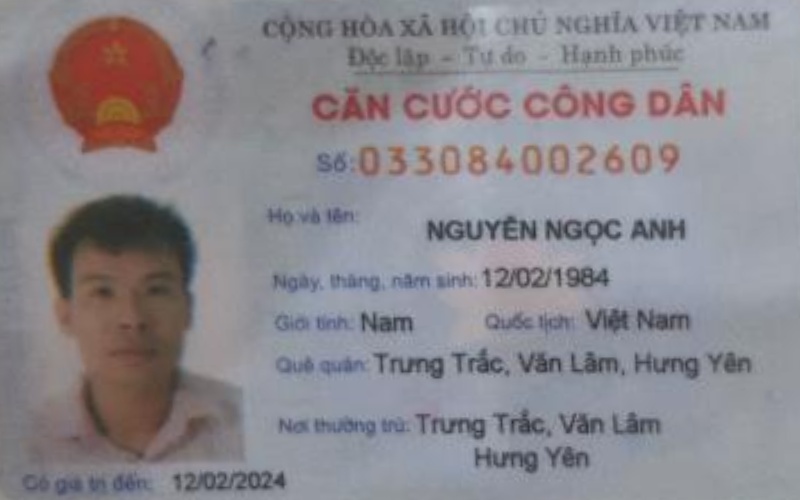 CỘNG HÒA XÃ HỘI CHỦ NGHĨA VIỆT NAM
Độc lập - Tự do - Hạnh phúc
CĂN CƯỚC CÔNG DÂN
Số: 033084002609
Họ và tên: NGUYỄN NGỌC ANH
Ngày, tháng, năm sinh: 12/02/1984
Giới tính: Nam Quốc tịch: Việt Nam
Quê quán: Trưng Trắc, Văn Lâm, Hưng Yên
Nơi thường trú: Trưng Trắc, Văn Lâm
Hưng Yên
Có giá trị đến: 12/02/2024